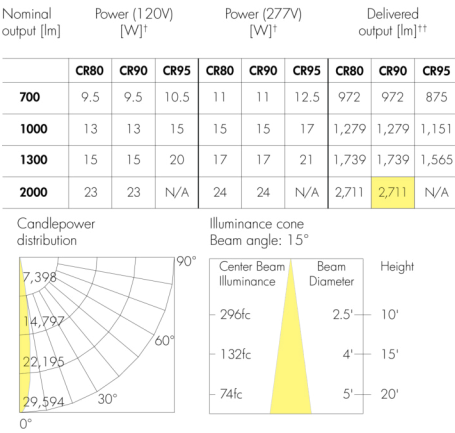 Nominal output [lm] Power (120V) [W]† Power (277V) [W]† Delivered output [lm]††
CR80 CR90 CR95 CR80 CR90 CR95 CR80 CR90 CR95
700 9.5 9.5 10.5 11 11 12.5 972 972 875
1000 13 13 15 15 15 17 1,279 1,279 1,151
1300 15 15 20 17 17 21 1,739 1,739 1,565
2000 23 23 N/A 24 24 N/A 2,711 2,711 N/A
Candlepower
distribution
90°
7,398
14,797
60°
22,195
29,594 30°
0°
Illuminance cone
Beam angle: 15°
Center Beam Illuminance Beam Diameter Height
296fc 2.5' 10'
132fc 4' 15'
74fc 5' 20'